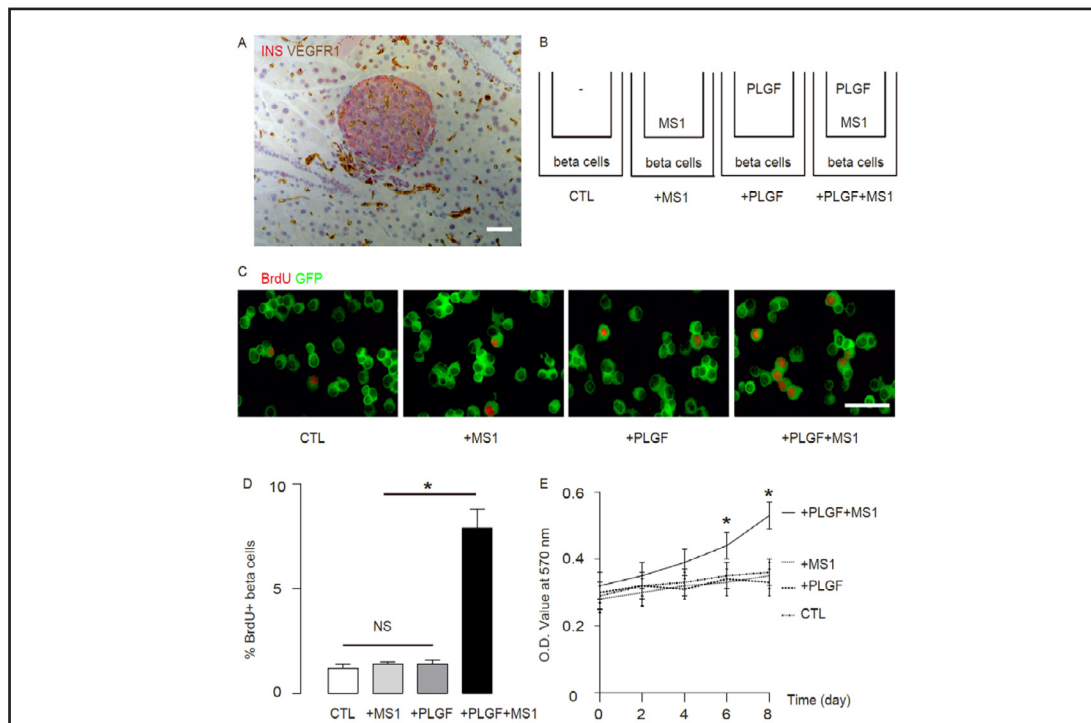 A
INS VEGFR1
B
- PLGF PLGF
MS1 MS1
beta cells beta cells beta cells beta cells
CTL +MS1 +PLGF +PLGF+MS1
C
BrdU GFP
CTL +MS1 +PLGF +PLGF+MS1
D
% BrdU+ beta cells
10
5
0
NS
*
CTL +MS1 +PLGF +PLGF+MS1
E
O.D. Value at 570 nm
0.6
0.4
0.2
0
* *
+PLGF+MS1
+MS1
+PLGF
CTL
Time (day)
0 2 4 6 8